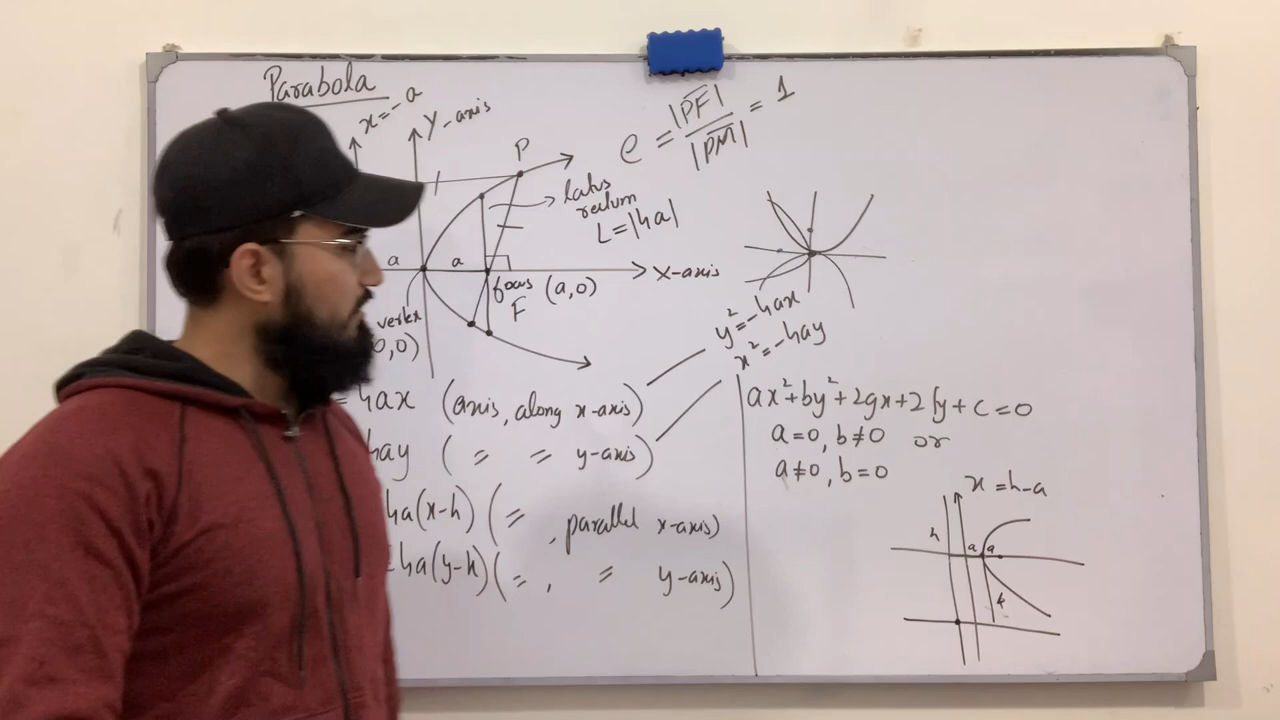 Parabola
x=-a
Y-axis
P
e = |PF| / |PM| = 1
latus
rectum
L=|4a|
a
a
X-axis
focus
F (a,0)
vertex
0,0)
y²=-4ax
x²=-4ay
= 4ax (axis, along x-axis)
4ay ( = = y-axis)
4a(x-h) (= , parallel x-axis)
=4a(y-k) (= , = y-axis)
ax²+by²+2gx+2fy+c=0
a=0, b≠0 or
a≠0, b=0
x=h-a
h
a a
k